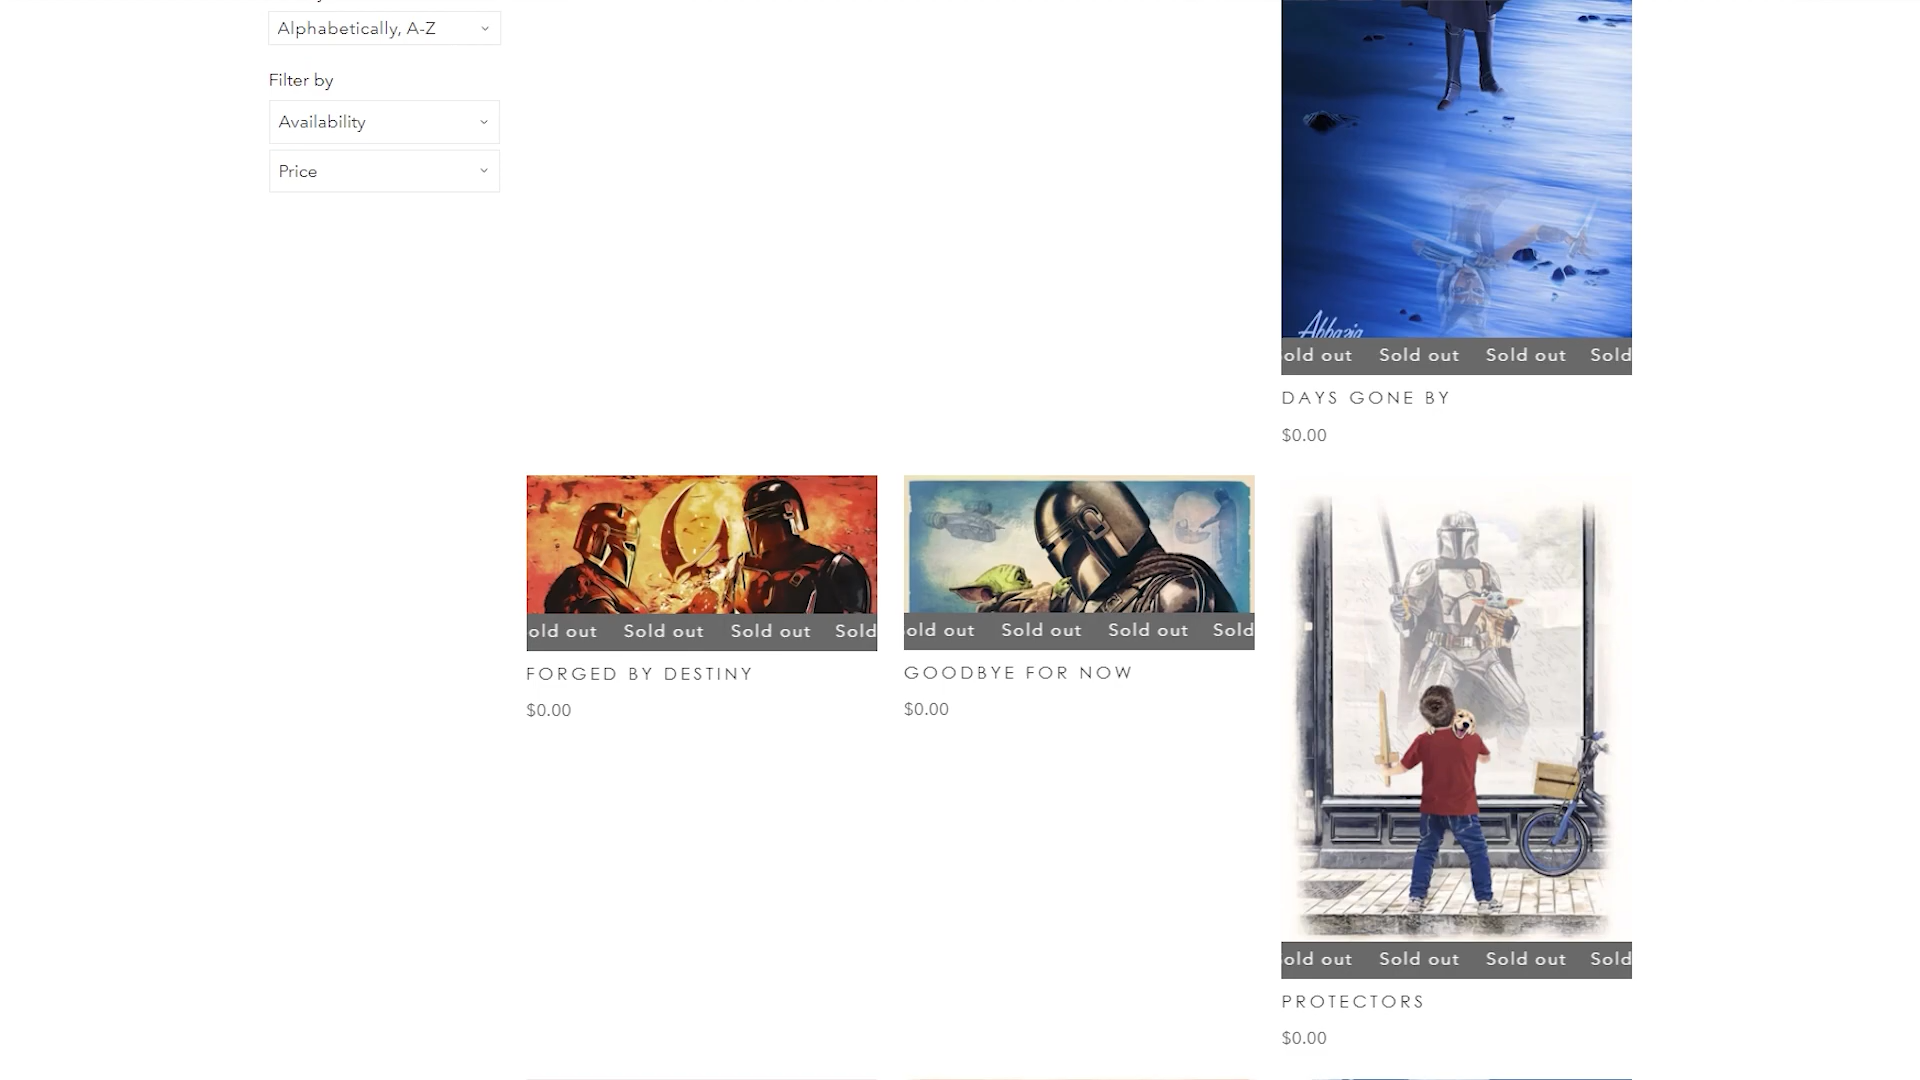 Alphabetically, A-Z
Filter by
Availability
Price
Abbazia
old out Sold out Sold out Sold
DAYS GONE BY
$0.00
old out Sold out Sold out Sold
FORGED BY DESTINY
$0.00
old out Sold out Sold out Sold
GOODBYE FOR NOW
$0.00
old out Sold out Sold out Sold
PROTECTORS
$0.00